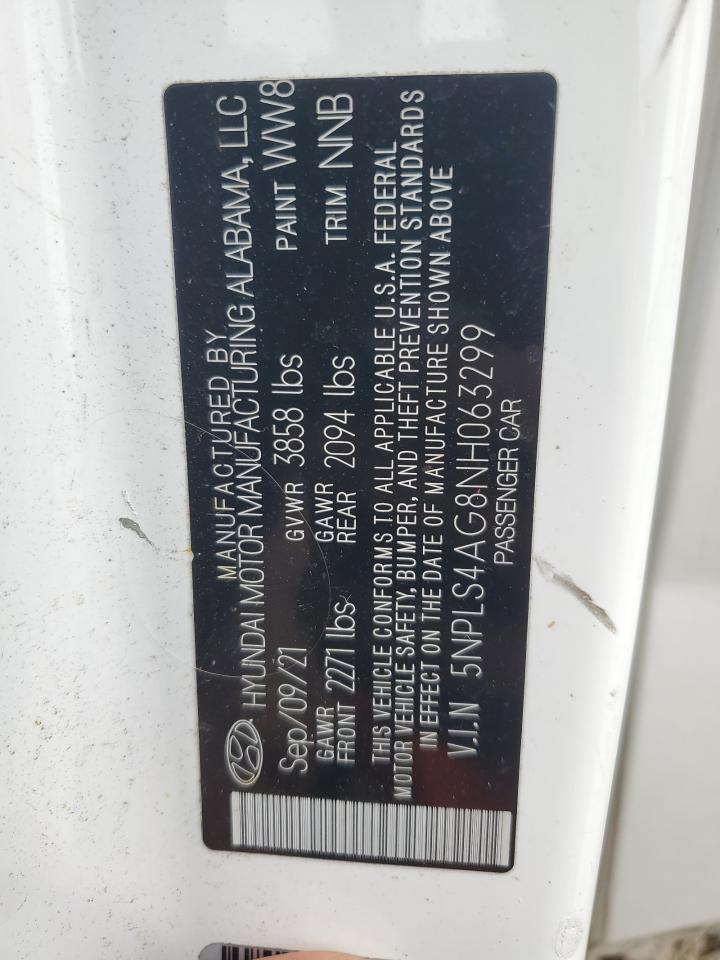 MANUFACTURED BY
HYUNDAI MOTOR MANUFACTURING ALABAMA, LLC
Sep/09/21 GVWR 3858 lbs PAINT WW8
GAWR FRONT 2271 lbs GAWR REAR 2094 lbs TRIM NNB
THIS VEHICLE CONFORMS TO ALL APPLICABLE U.S.A. FEDERAL
MOTOR VEHICLE SAFETY, BUMPER, AND THEFT PREVENTION STANDARDS
IN EFFECT ON THE DATE OF MANUFACTURE SHOWN ABOVE
V.I.N 5NPLS4AG8NH063299
PASSENGER CAR